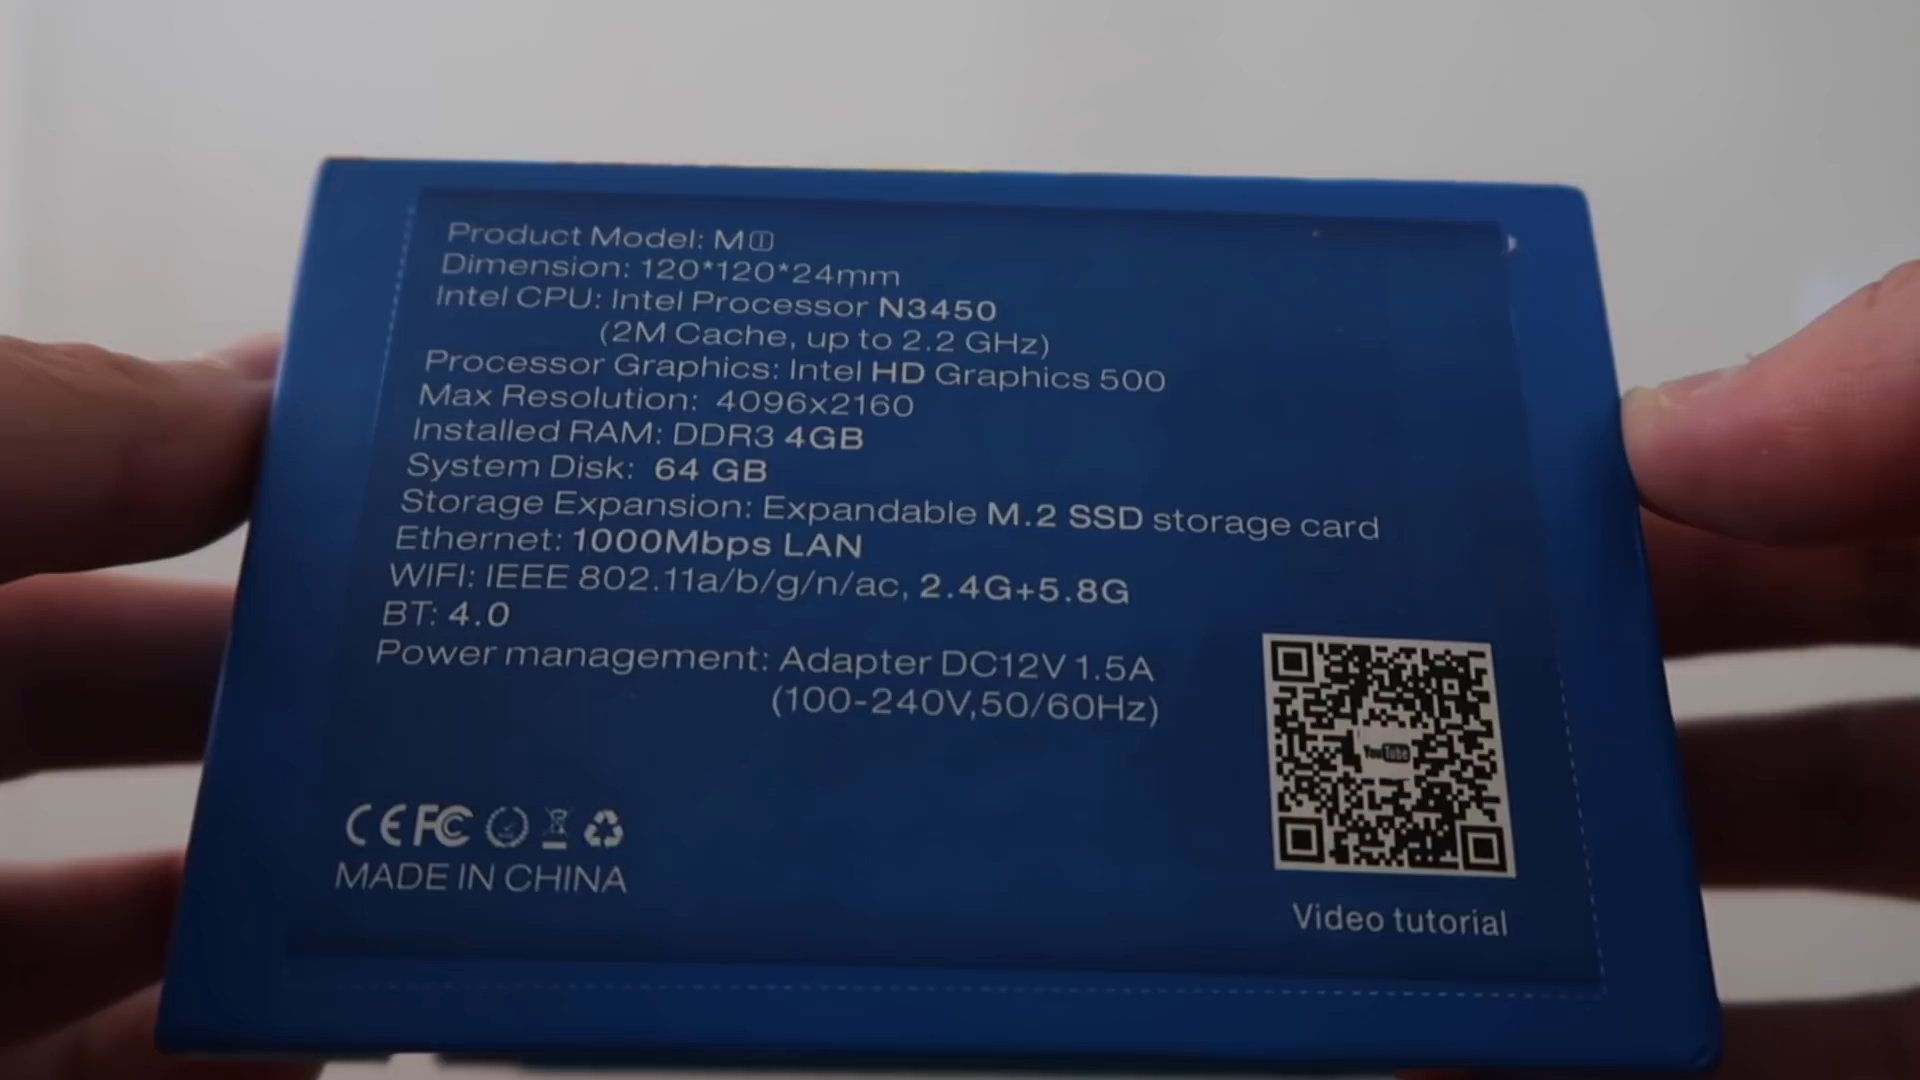 Product Model: M
Dimension: 120*120*24mm
Intel CPU: Intel Processor N3450
(2M Cache, up to 2.2 GHz)
Processor Graphics: Intel HD Graphics 500
Max Resolution: 4096x2160
Installed RAM: DDR3 4GB
System Disk: 64 GB
Storage Expansion: Expandable M.2 SSD storage card
Ethernet: 1000Mbps LAN
WIFI: IEEE 802.11a/b/g/n/ac, 2.4G+5.8G
BT: 4.0
Power management: Adapter DC12V 1.5A
(100-240V,50/60Hz)
YouTube
CE FC
MADE IN CHINA
Video tutorial